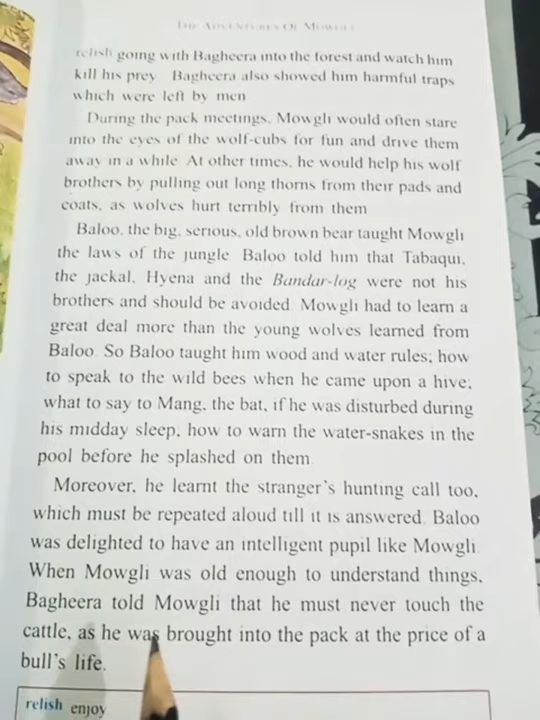 THE ADVENTURES OF MOWGLI
relish going with Bagheera into the forest and watch him
kill his prey. Bagheera also showed him harmful traps
which were left by men
During the pack meetings, Mowgli would often stare
into the eyes of the wolf-cubs for fun and drive them
away in a while. At other times, he would help his wolf
brothers by pulling out long thorns from their pads and
coats, as wolves hurt terribly from them
Baloo, the big, serious, old brown bear taught Mowgli
the laws of the jungle. Baloo told him that Tabaqui,
the jackal, Hyena and the Bandar-log were not his
brothers and should be avoided. Mowgli had to learn a
great deal more than the young wolves learned from
Baloo. So Baloo taught him wood and water rules; how
to speak to the wild bees when he came upon a hive;
what to say to Mang, the bat, if he was disturbed during
his midday sleep; how to warn the water-snakes in the
pool before he splashed on them.
Moreover, he learnt the stranger's hunting call too,
which must be repeated aloud till it is answered. Baloo
was delighted to have an intelligent pupil like Mowgli.
When Mowgli was old enough to understand things,
Bagheera told Mowgli that he must never touch the
cattle, as he was brought into the pack at the price of a
bull's life.
relish enjoy